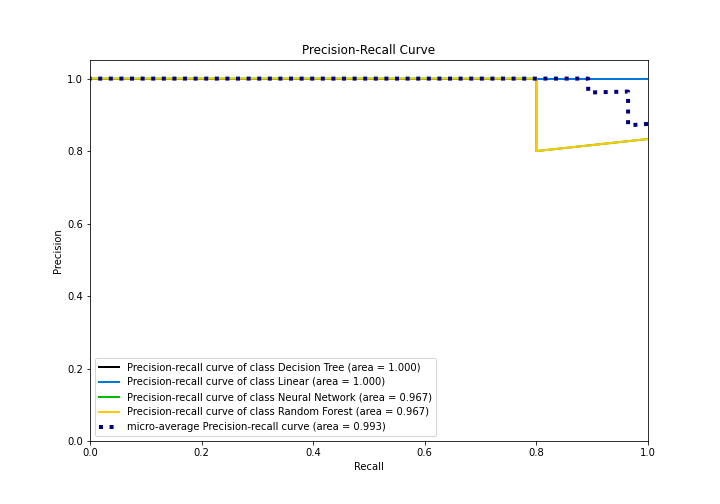 Precision-Recall Curve
1.0
0.8
0.6
0.4
0.2
0.0
Precision
Precision-recall curve of class Decision Tree (area = 1.000)
Precision-recall curve of class Linear (area = 1.000)
Precision-recall curve of class Neural Network (area = 0.967)
Precision-recall curve of class Random Forest (area = 0.967)
micro-average Precision-recall curve (area = 0.993)
0.0 0.2 0.4 0.6 0.8 1.0
Recall